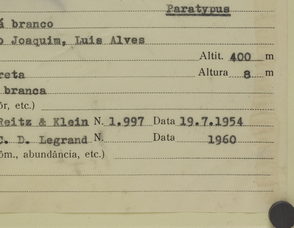 Paratypus
á branco
o Joaquim, Luis Alves
Altit. 400 m
reta Altura 8 m
branca
ôr, etc.)
Reitz & Klein N. 1.997 Data 19.7.1954
C. D. Legrand N. Data 1960
ôm., abundância, etc.)